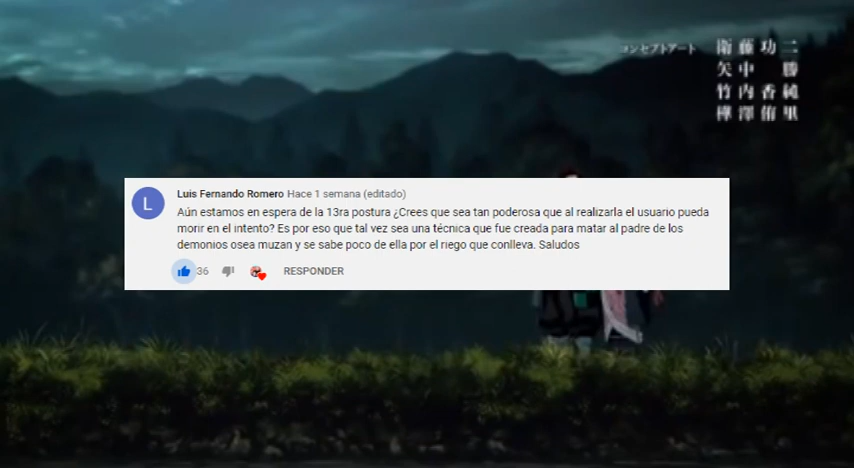 コンセプトアート 衛藤功二
矢中 勝
竹内香純
樺澤侑里
L
Luis Fernando Romero Hace 1 semana (editado)
Aún estamos en espera de la 13ra postura ¿Crees que sea tan poderosa que al realizarla el usuario pueda
morir en el intento? Es por eso que tal vez sea una técnica que fue creada para matar al padre de los
demonios osea muzan y se sabe poco de ella por el riego que conlleva. Saludos
36 RESPONDER